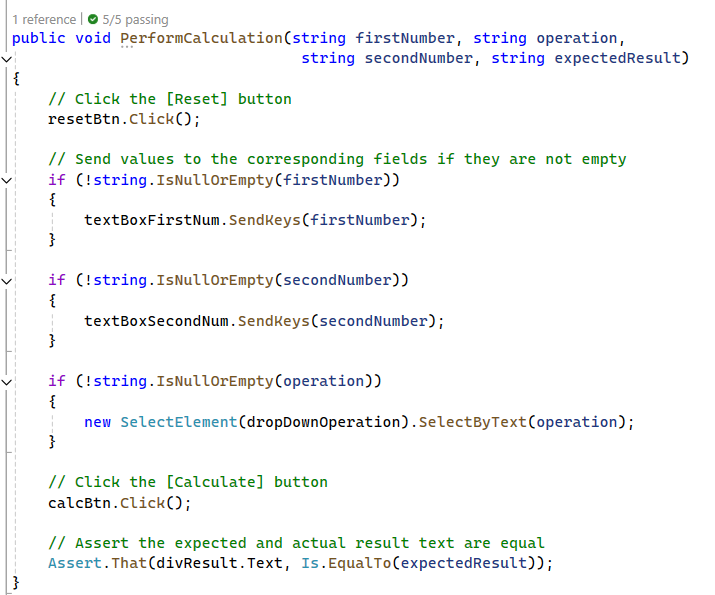 1 reference | 5/5 passing
public void PerformCalculation(string firstNumber, string operation,
                                string secondNumber, string expectedResult)
{
    // Click the [Reset] button
    resetBtn.Click();

    // Send values to the corresponding fields if they are not empty
    if (!string.IsNullOrEmpty(firstNumber))
    {
        textBoxFirstNum.SendKeys(firstNumber);
    }

    if (!string.IsNullOrEmpty(secondNumber))
    {
        textBoxSecondNum.SendKeys(secondNumber);
    }

    if (!string.IsNullOrEmpty(operation))
    {
        new SelectElement(dropDownOperation).SelectByText(operation);
    }

    // Click the [Calculate] button
    calcBtn.Click();

    // Assert the expected and actual result text are equal
    Assert.That(divResult.Text, Is.EqualTo(expectedResult));
}